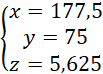 x = 177,5
y = 75
z = 5,625